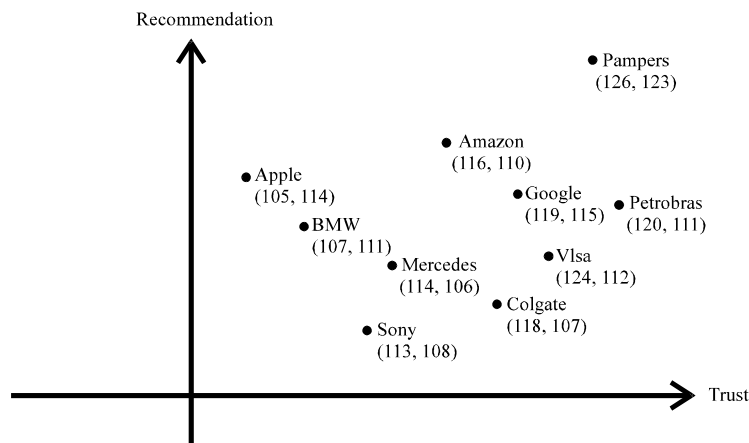 Recommendation
Pampers
(126, 123)
Amazon
(116, 110)
Apple
(105, 114)
Google
(119, 115)
Petrobras
(120, 111)
BMW
(107, 111)
Mercedes
(114, 106)
Vlsa
(124, 112)
Colgate
(118, 107)
Sony
(113, 108)
Trust